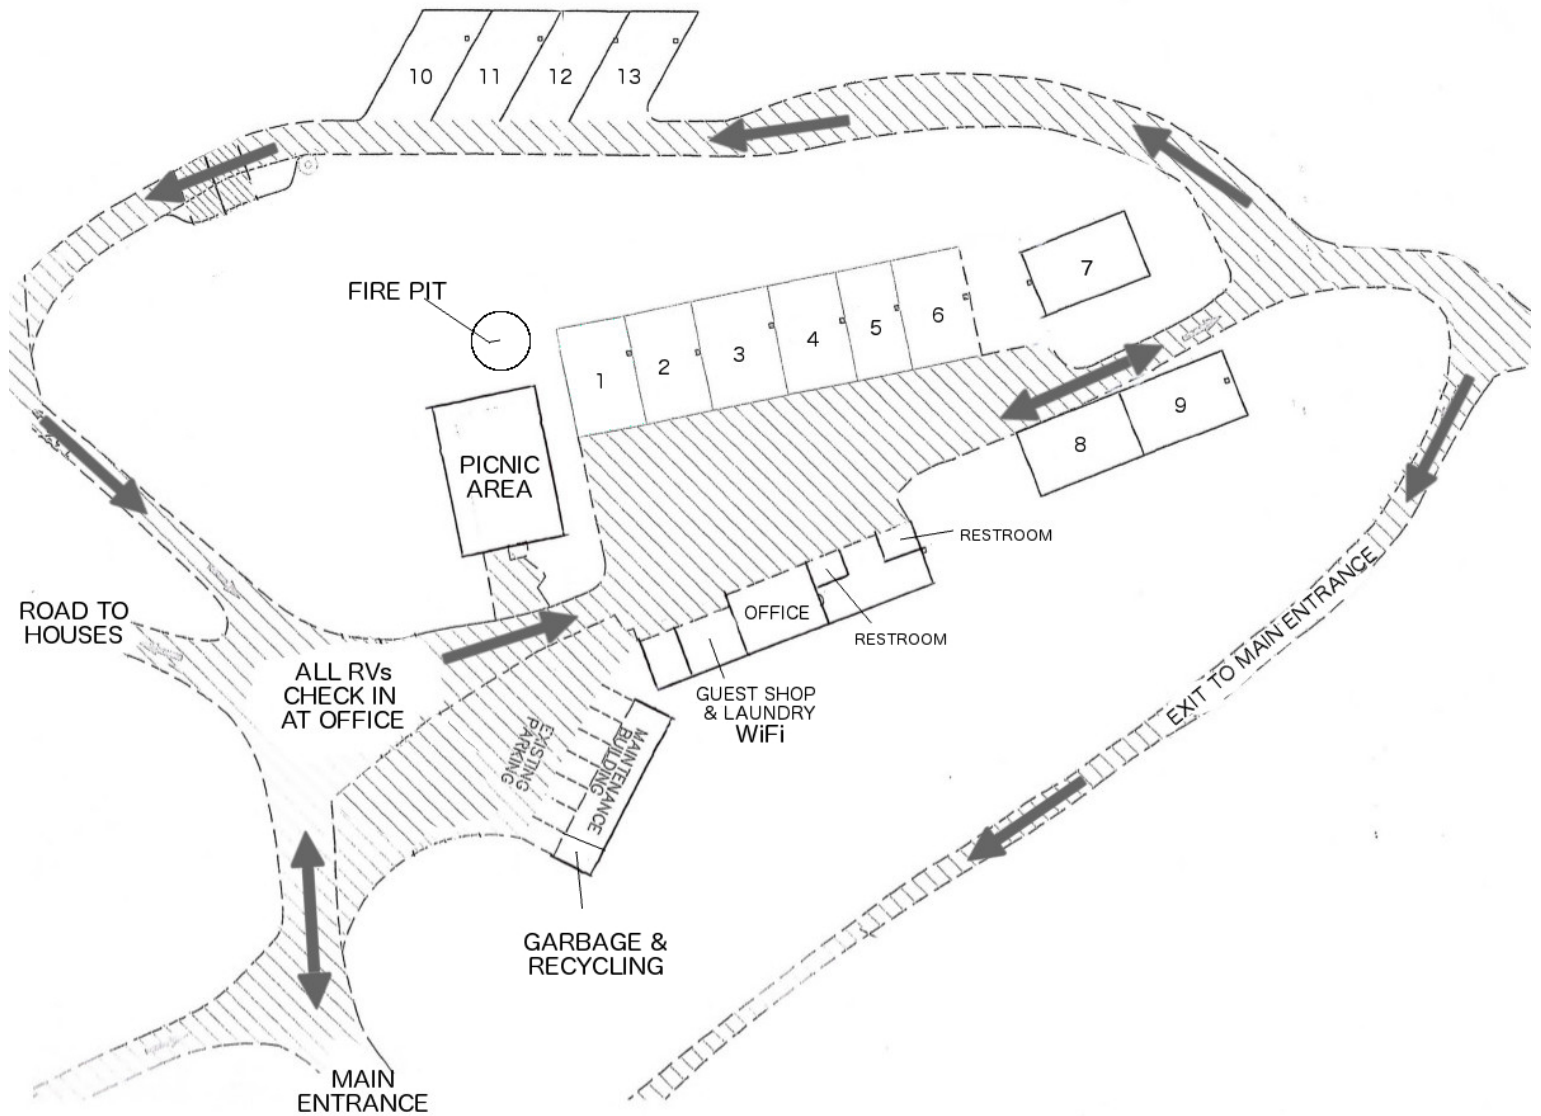 10
11
12
13
7
FIRE PIT
1
2
3
4
5
6
9
8
PICNIC
AREA
RESTROOM
OFFICE
RESTROOM
ROAD TO
HOUSES
ALL RVs
CHECK IN
AT OFFICE
GUEST SHOP
& LAUNDRY
WiFi
EXIT TO MAIN ENTRANCE
EXISTING
PARKING
MAINTENANCE
BUILDING
GARBAGE &
RECYCLING
MAIN
ENTRANCE